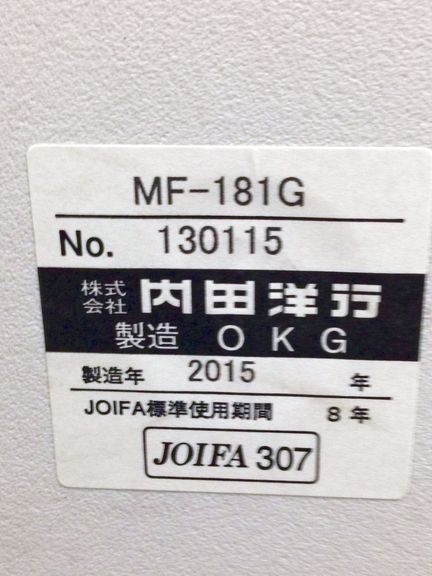 MF-181G
No. 130115
株式会社 内田洋行
製造 OKG
製造年 2015 年
JOIFA標準使用期間 8年
JOIFA 307